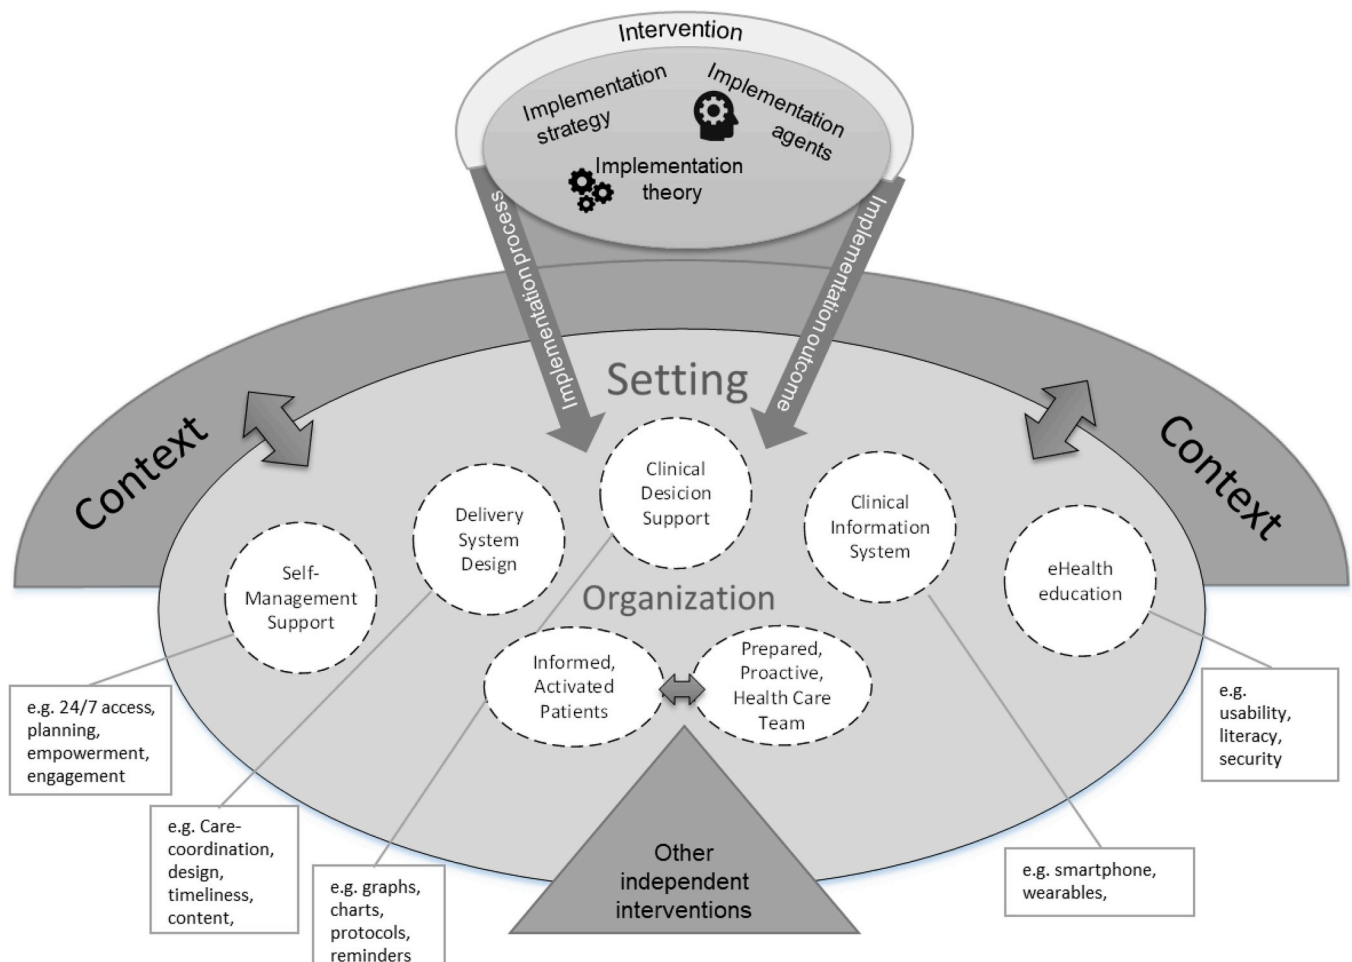 Intervention
Implementation
strategy
Implementation
agents
Implementation
theory
Implementation process
Implementation outcome
Setting
Context
Context
Clinical
Desicion
Support
Delivery
System
Design
Clinical
Information
System
Self-
Management
Support
eHealth
education
Organization
Informed,
Activated
Patients
Prepared,
Proactive,
Health Care
Team
e.g. 24/7 access,
planning,
empowerment,
engagement
e.g.
usability,
literacy,
security
e.g. Care-
coordination,
design,
timeliness,
content,
e.g. graphs,
charts,
protocols,
reminders
Other
independent
interventions
e.g. smartphone,
wearables,